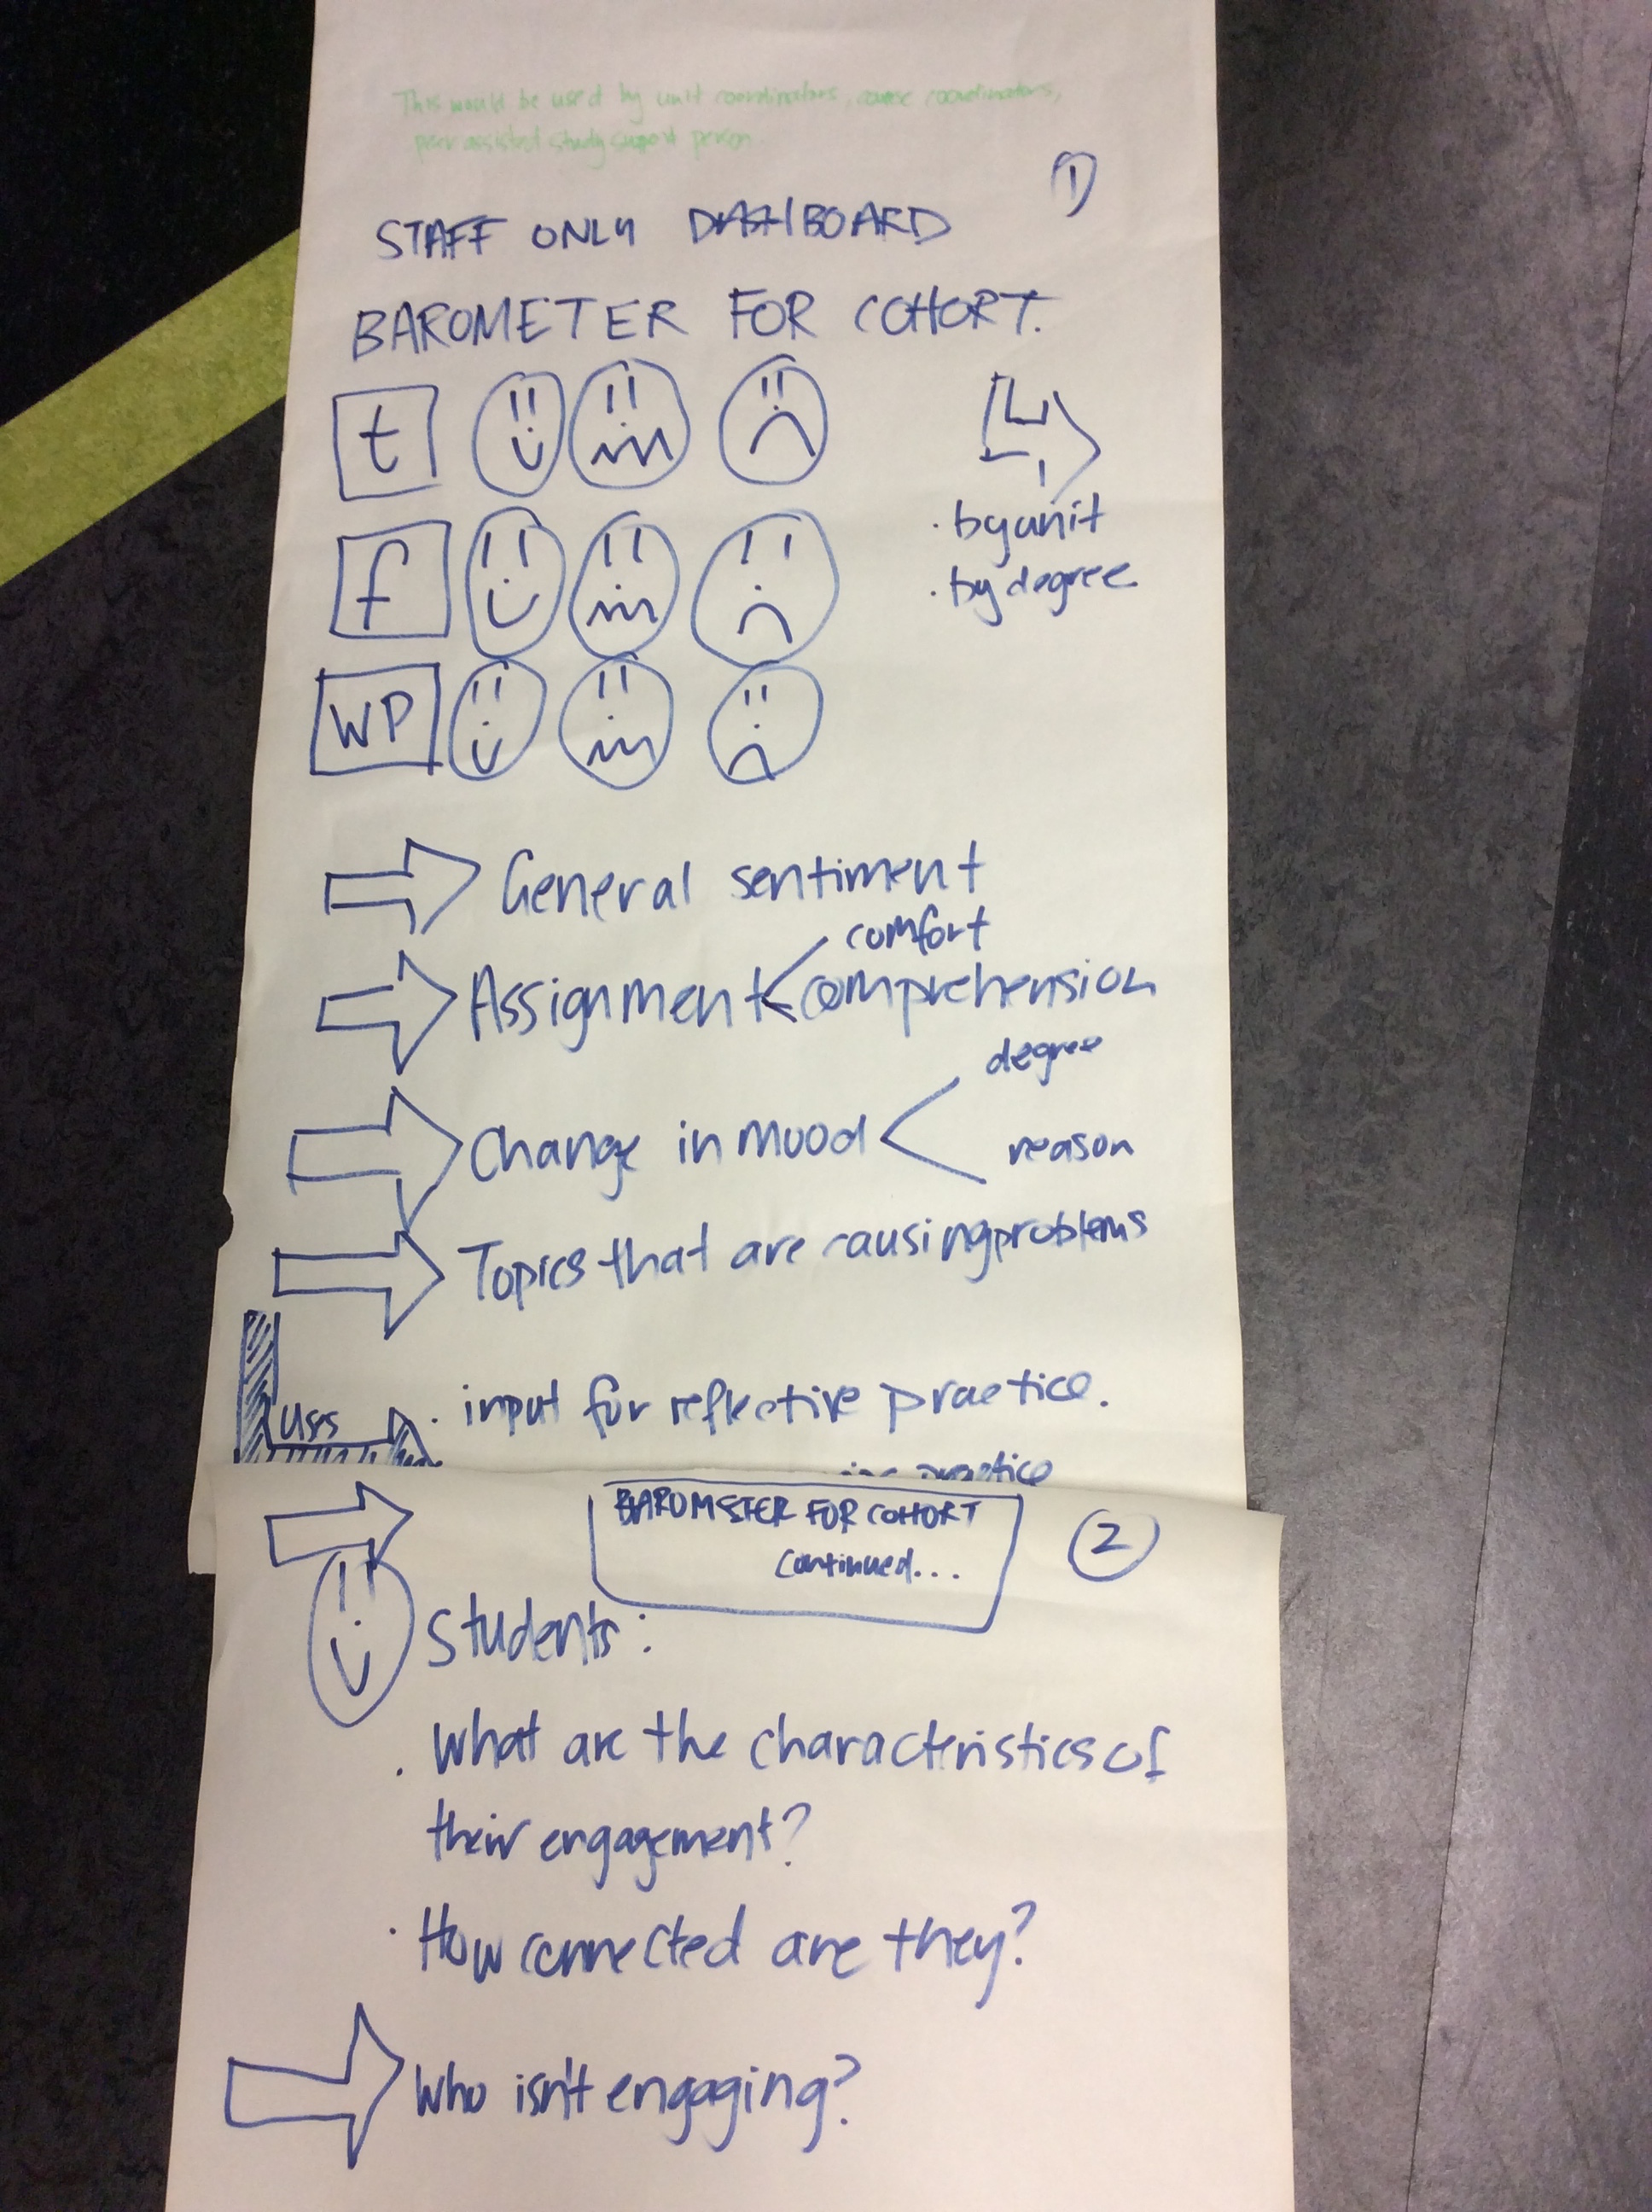 This would be used by unit coordinators, course coordinators,
peer assisted study support person.
1
STAFF ONLY DASHBOARD
BAROMETER FOR COHORT.
t
f
WP
. by unit
. by degree
General sentiment
comfort
Assignment comprehension
degree
Change in mood
reason
Topics that are causing problems
uses
. input for reflective practice.
practice
BAROMETER FOR COHORT
continued...
2
Students:
. What are the characteristics of
their engagement?
. How connected are they?
Who isn't engaging?